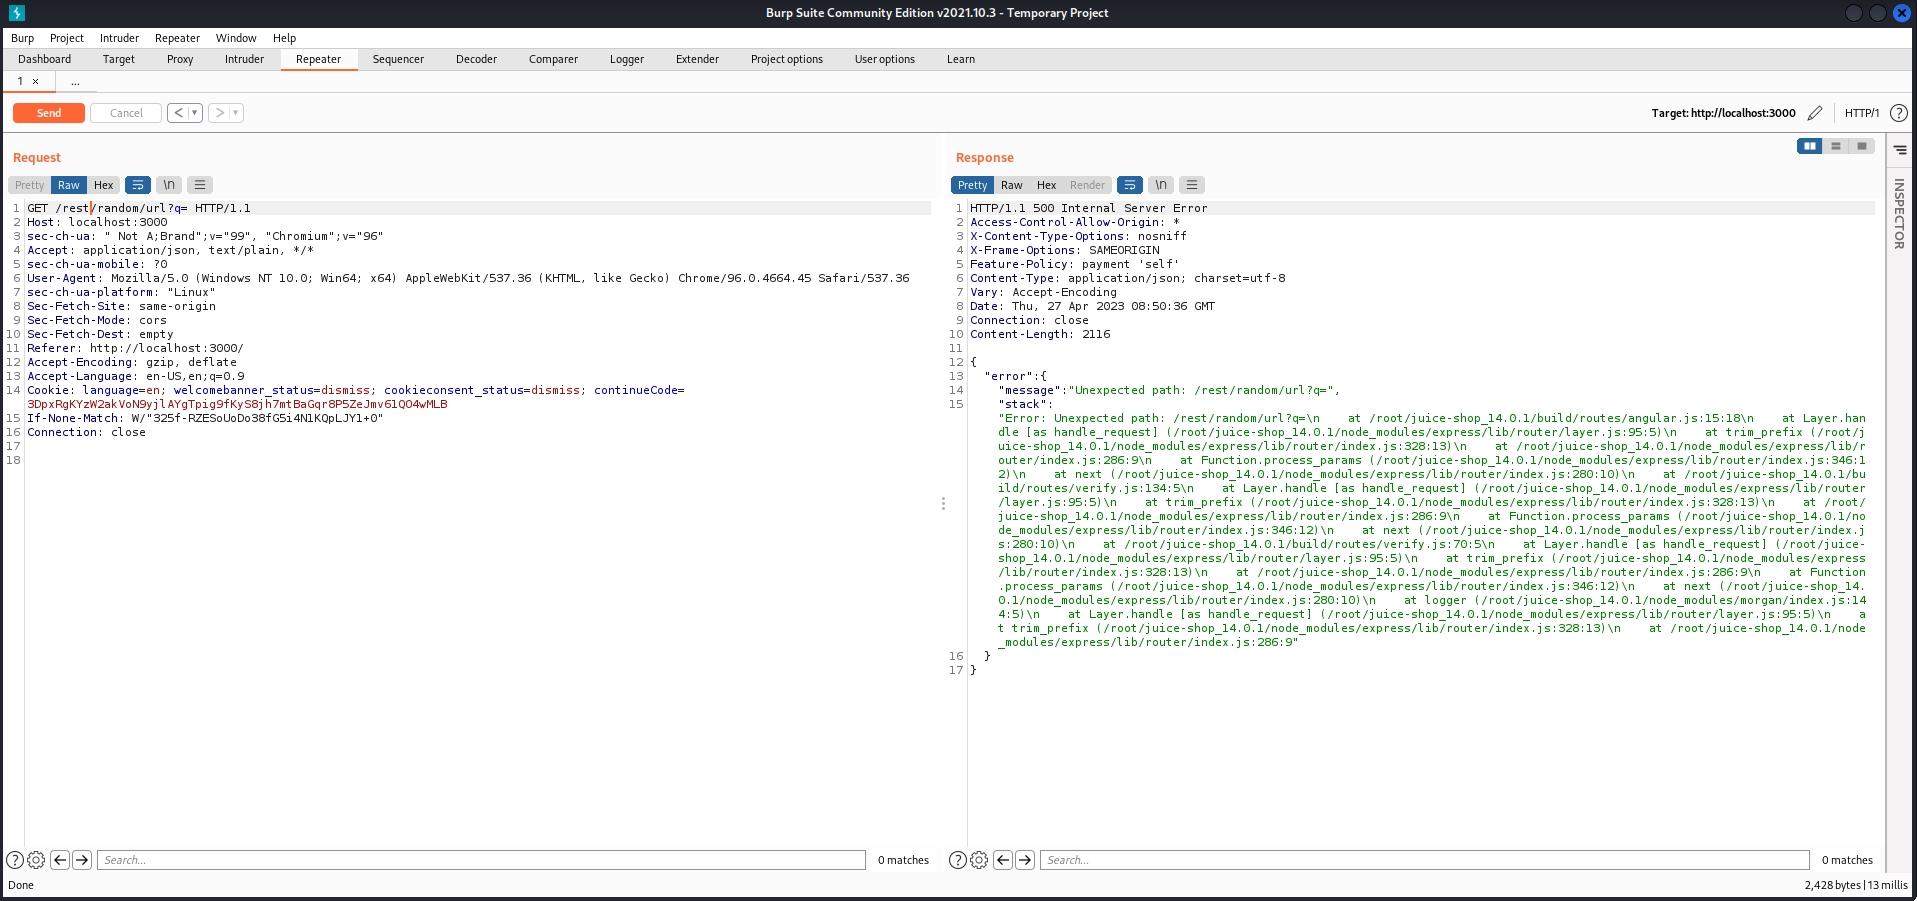 Burp Suite Community Edition v2021.10.3 - Temporary Project
Burp Project Intruder Repeater Window Help
Dashboard Target Proxy Intruder Repeater Sequencer Decoder Comparer Logger Extender Project options User options Learn
1 × ...
Send Cancel < > Target: http://localhost:3000 HTTP/1 ?
Request
Pretty Raw Hex \n
1 GET /rest/random/url?q= HTTP/1.1
2 Host: localhost:3000
3 sec-ch-ua: " Not A;Brand";v="99", "Chromium";v="96"
4 Accept: application/json, text/plain, */*
5 sec-ch-ua-mobile: ?0
6 User-Agent: Mozilla/5.0 (Windows NT 10.0; Win64; x64) AppleWebKit/537.36 (KHTML, like Gecko) Chrome/96.0.4664.45 Safari/537.36
7 sec-ch-ua-platform: "Linux"
8 Sec-Fetch-Site: same-origin
9 Sec-Fetch-Mode: cors
10 Sec-Fetch-Dest: empty
11 Referer: http://localhost:3000/
12 Accept-Encoding: gzip, deflate
13 Accept-Language: en-US,en;q=0.9
14 Cookie: language=en; welcomebanner_status=dismiss; cookieconsent_status=dismiss; continueCode=
3DpxRgKYzW2akVoN9yjlAYgTpig9fKyS8jh7mtBaGqr8P5ZeJmv61QO4wMLB
15 If-None-Match: W/"325f-RZESoUoDo38fG5i4N1KQpLJY1+0"
16 Connection: close
17
18
? Search... 0 matches
Response
Pretty Raw Hex Render \n
INSPECTOR
1 HTTP/1.1 500 Internal Server Error
2 Access-Control-Allow-Origin: *
3 X-Content-Type-Options: nosniff
4 X-Frame-Options: SAMEORIGIN
5 Feature-Policy: payment 'self'
6 Content-Type: application/json; charset=utf-8
7 Vary: Accept-Encoding
8 Date: Thu, 27 Apr 2023 08:50:36 GMT
9 Connection: close
10 Content-Length: 2116
11
12 {
13 "error":{
14 "message":"Unexpected path: /rest/random/url?q=",
15 "stack":
"Error: Unexpected path: /rest/random/url?q=\n    at /root/juice-shop_14.0.1/build/routes/angular.js:15:18\n    at Layer.han
dle [as handle_request] (/root/juice-shop_14.0.1/node_modules/express/lib/router/layer.js:95:5)\n    at trim_prefix (/root/j
uice-shop_14.0.1/node_modules/express/lib/router/index.js:328:13)\n    at /root/juice-shop_14.0.1/node_modules/express/lib/r
outer/index.js:286:9\n    at Function.process_params (/root/juice-shop_14.0.1/node_modules/express/lib/router/index.js:346:1
2)\n    at next (/root/juice-shop_14.0.1/node_modules/express/lib/router/index.js:280:10)\n    at /root/juice-shop_14.0.1/bu
ild/routes/verify.js:134:5\n    at Layer.handle [as handle_request] (/root/juice-shop_14.0.1/node_modules/express/lib/router
/layer.js:95:5)\n    at trim_prefix (/root/juice-shop_14.0.1/node_modules/express/lib/router/index.js:328:13)\n    at /root/
juice-shop_14.0.1/node_modules/express/lib/router/index.js:286:9\n    at Function.process_params (/root/juice-shop_14.0.1/no
de_modules/express/lib/router/index.js:346:12)\n    at next (/root/juice-shop_14.0.1/node_modules/express/lib/router/index.j
s:280:10)\n    at /root/juice-shop_14.0.1/build/routes/verify.js:70:5\n    at Layer.handle [as handle_request] (/root/juice-
shop_14.0.1/node_modules/express/lib/router/layer.js:95:5)\n    at trim_prefix (/root/juice-shop_14.0.1/node_modules/express
/lib/router/index.js:328:13)\n    at /root/juice-shop_14.0.1/node_modules/express/lib/router/index.js:286:9\n    at Function
.process_params (/root/juice-shop_14.0.1/node_modules/express/lib/router/index.js:346:12)\n    at next (/root/juice-shop_14.
0.1/node_modules/express/lib/router/index.js:280:10)\n    at logger (/root/juice-shop_14.0.1/node_modules/morgan/index.js:14
4:5)\n    at Layer.handle [as handle_request] (/root/juice-shop_14.0.1/node_modules/express/lib/router/layer.js:95:5)\n    a
t trim_prefix (/root/juice-shop_14.0.1/node_modules/express/lib/router/index.js:328:13)\n    at /root/juice-shop_14.0.1/node
_modules/express/lib/router/index.js:286:9"
16 }
17 }
? Search... 0 matches
Done 2,428 bytes | 13 millis